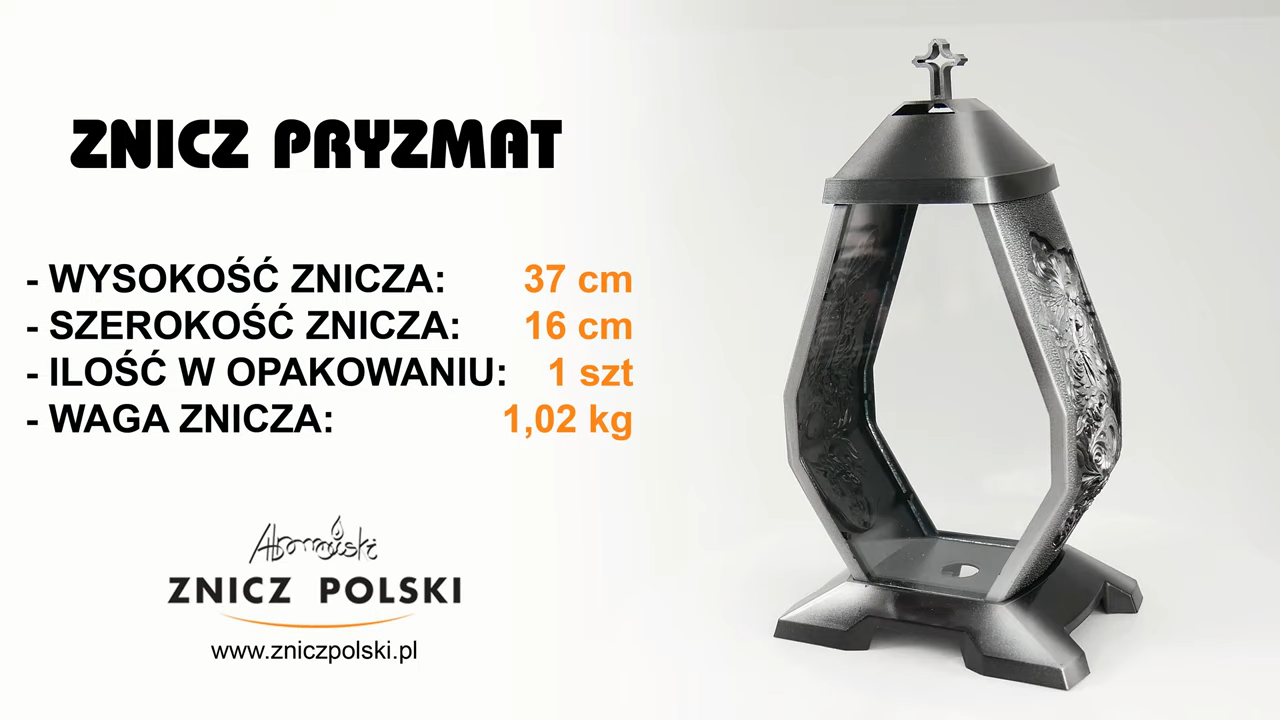 ZNICZ PRYZMAT
- WYSOKOŚĆ ZNICZA: 37 cm
- SZEROKOŚĆ ZNICZA: 16 cm
- ILOŚĆ W OPAKOWANIU: 1 szt
- WAGA ZNICZA: 1,02 kg
ZNICZ POLSKI
www.zniczpolski.pl